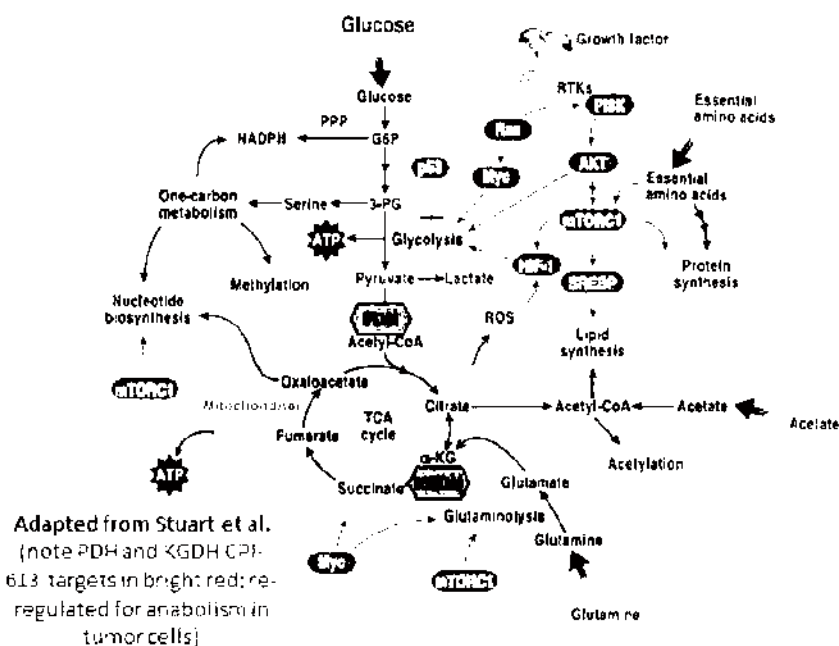 Glucose
Growth factor
Glucose
RTKs
PI3K
Essential
amino acids
PPP
NADPH
G6P
Ras
p53
Myc
AKT
Essential
amino acids
One-carbon
metabolism
Serine
3-PG
mTORC1
ATP
Glycolysis
HIF-1
Protein
synthesis
Methylation
Pyruvate
Lactate
SREBP
Nucleotide
biosynthesis
PDH
ROS
Acetyl-CoA
Lipid
synthesis
Oxaloacetate
mTORC1
Mitochondrion
Citrate
Acetyl-CoA
Acetate
Acetate
TCA
cycle
Fumarate
α-KG
Acetylation
ATP
Succinate
Glutamate
Glutaminolysis
Glutamine
Myc
mTORC1
Glutamine
Adapted from Stuart et al.
(note PDH and KGDH CPI-
613 targets in bright red; re-
regulated for anabolism in
tumor cells)